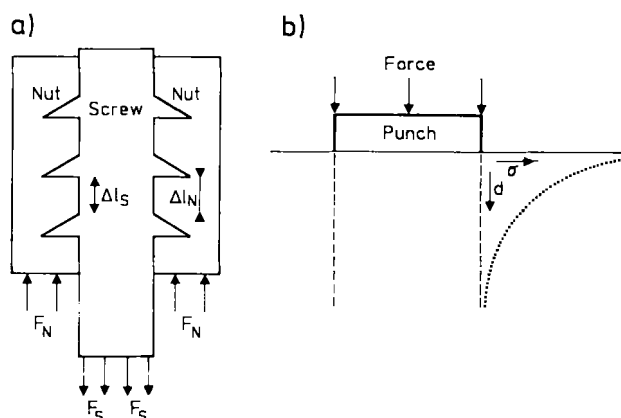 a)
Nut
Screw
Nut
Δl_S
Δl_N
F_N
F_N
F_S
F_S
b)
Force
Punch
σ
d